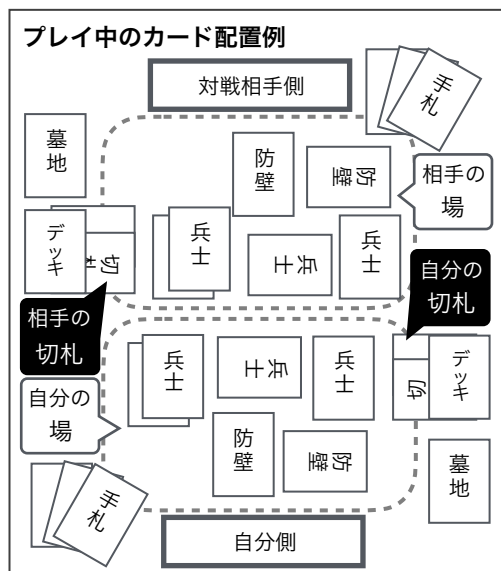 プレイ中のカード配置例
対戦相手側
手札
墓地
防壁
防壁
相手の
場
デッキ
切札
兵士
兵士
兵士
自分の
切札
相手の
切札
兵士
兵士
兵士
切
デッキ
自分の
場
防壁
防壁
墓地
手札
自分側